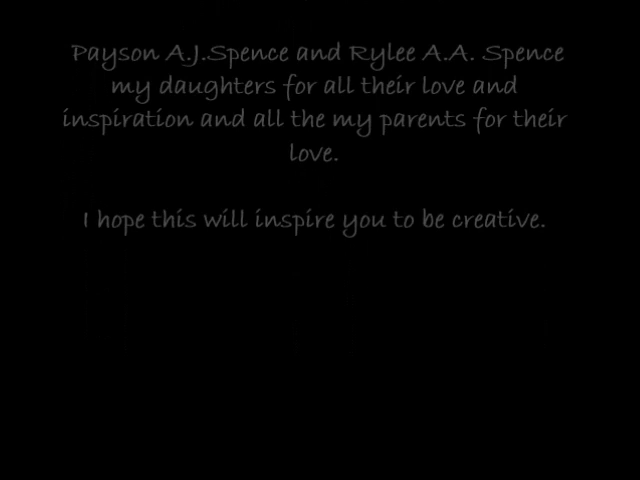 Payson A.J.Spence and Rylee A.A. Spence
my daughters for all their love and
inspiration and all the my parents for their
love.
I hope this will inspire you to be creative.